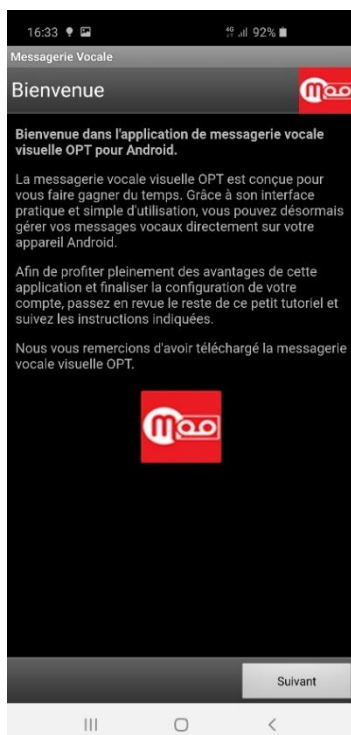 16:33 4G 92%
Messagerie Vocale
Bienvenue
Mao
Bienvenue dans l'application de messagerie vocale
visuelle OPT pour Android.
La messagerie vocale visuelle OPT est conçue pour
vous faire gagner du temps. Grâce à son interface
pratique et simple d'utilisation, vous pouvez désormais
gérer vos messages vocaux directement sur votre
appareil Android.
Afin de profiter pleinement des avantages de cette
application et finaliser la configuration de votre
compte, passez en revue le reste de ce petit tutoriel et
suivez les instructions indiquées.
Nous vous remercions d'avoir téléchargé la messagerie
vocale visuelle OPT.
Suivant